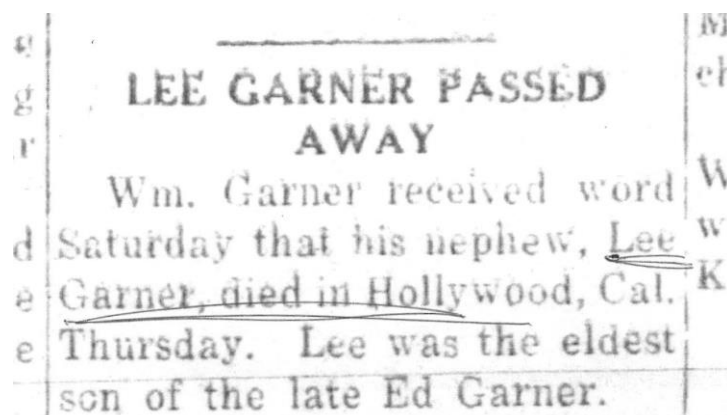 LEE GARNER PASSED
AWAY
Wm. Garner received word
Saturday that his nephew, Lee
Garner, died in Hollywood, Cal.
Thursday. Lee was the eldest
son of the late Ed Garner.